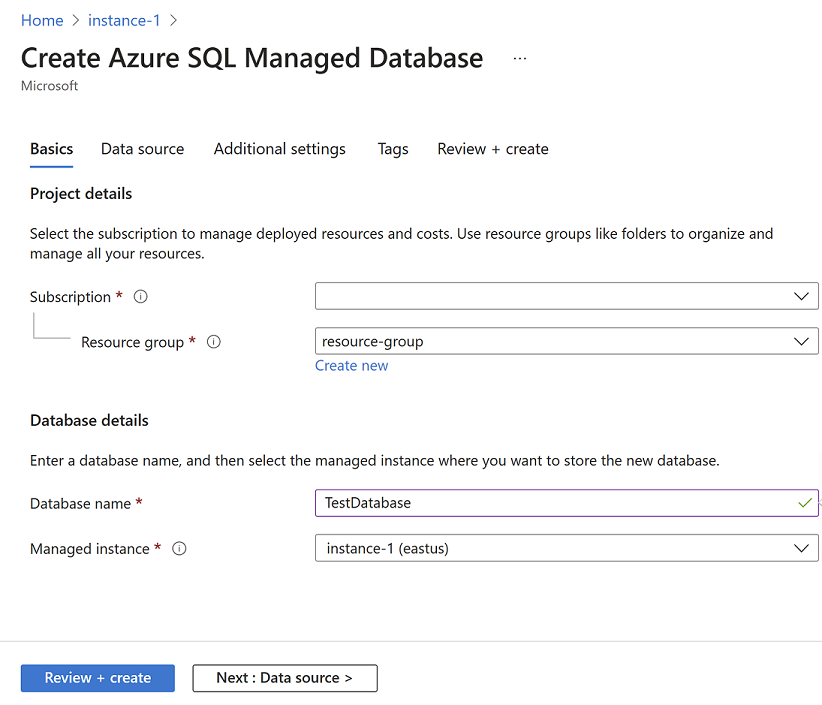 Home > instance-1 >
Create Azure SQL Managed Database ...
Microsoft
Basics Data source Additional settings Tags Review + create
Project details
Select the subscription to manage deployed resources and costs. Use resource groups like folders to organize and
manage all your resources.
Subscription *
Resource group * resource-group
Create new
Database details
Enter a database name, and then select the managed instance where you want to store the new database.
Database name * TestDatabase
Managed instance * instance-1 (eastus)
Review + create Next : Data source >